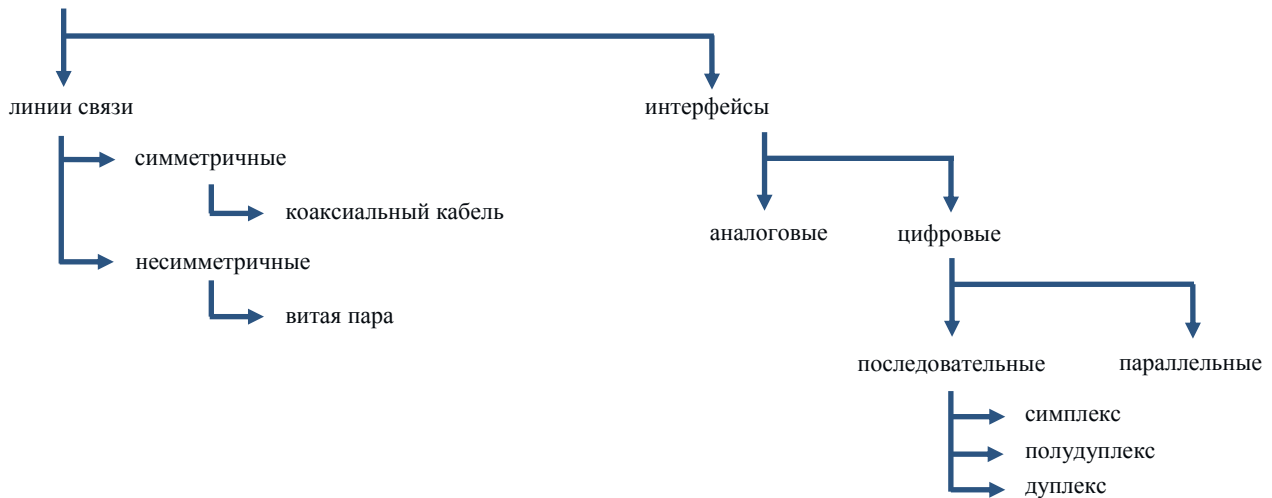 линии связи
интерфейсы
симметричные
коаксиальный кабель
аналоговые
цифровые
несимметричные
витая пара
последовательные
параллельные
симплекс
полудуплекс
дуплекс